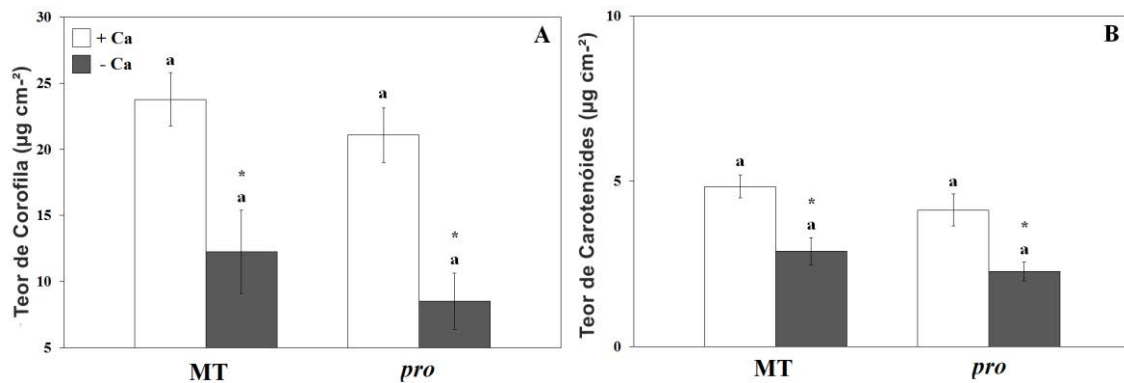 Teor de Corofila (µg cm-²)
30
25
20
15
10
5
+ Ca
- Ca
A
a
*
a
a
*
a
MT
pro
Teor de Carotenóides (µg cm-²)
10
5
0
B
a
*
a
a
*
a
MT
pro